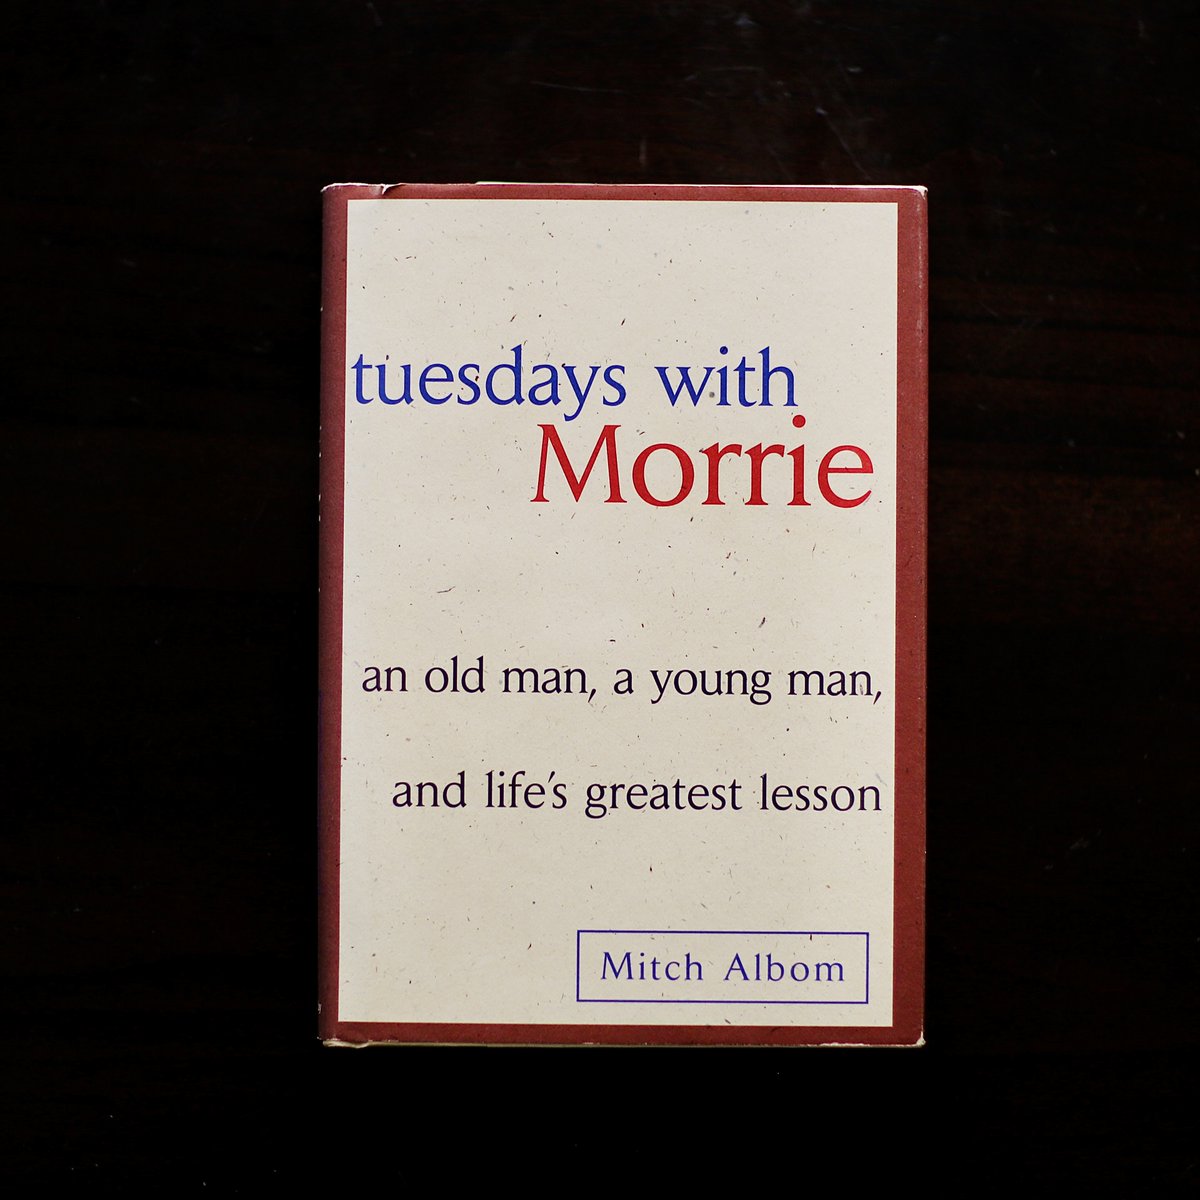 tuesdays with
Morrie
an old man, a young man,
and life's greatest lesson
Mitch Albom